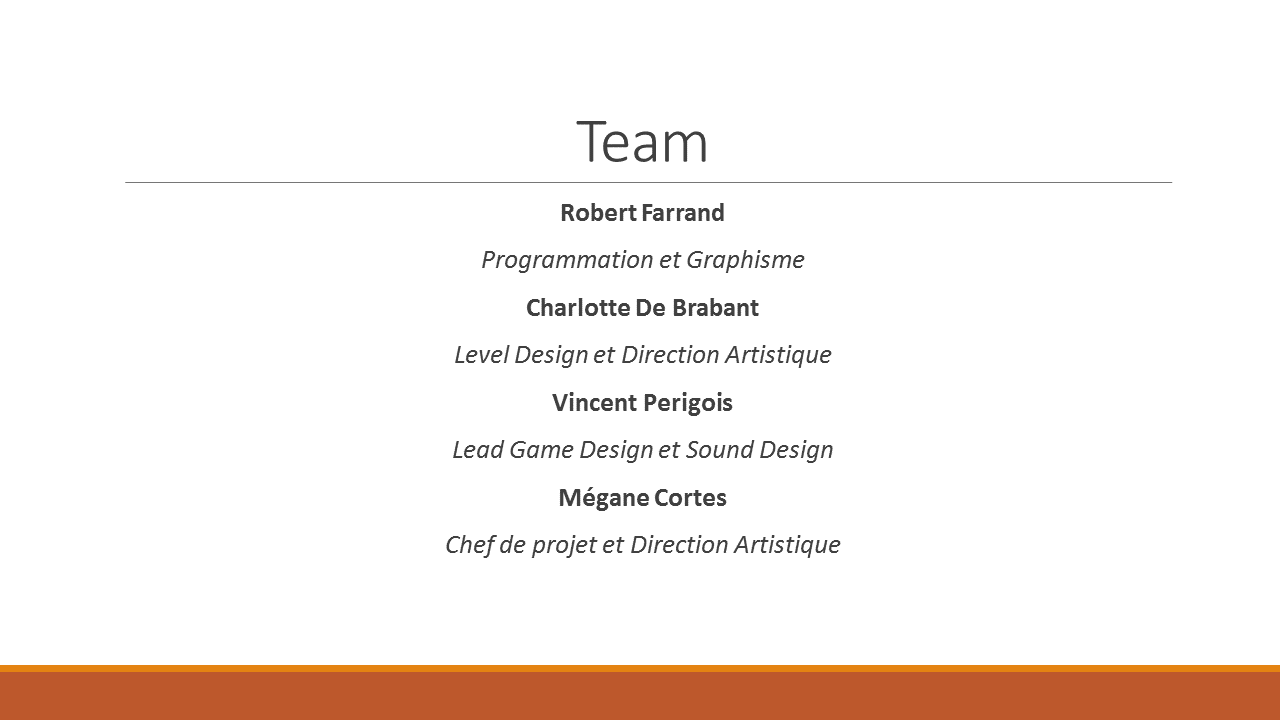 Team
Robert Farrand
Programmation et Graphisme
Charlotte De Brabant
Level Design et Direction Artistique
Vincent Perigois
Lead Game Design et Sound Design
Mégane Cortes
Chef de projet et Direction Artistique